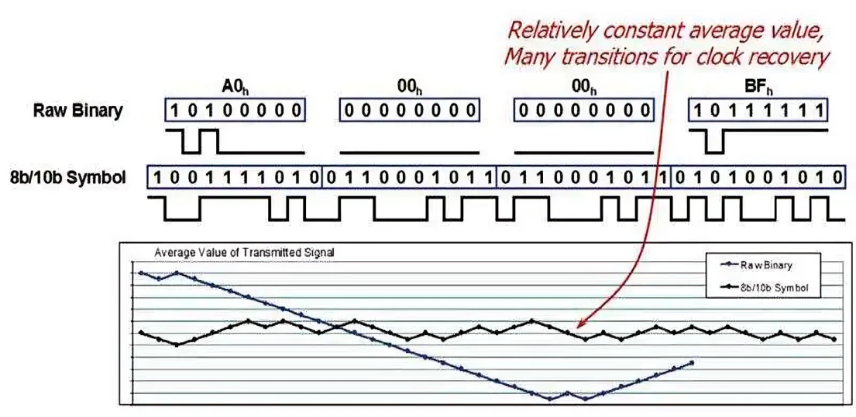 Relatively constant average value,
Many transitions for clock recovery
A0h 00h 00h BFh
Raw Binary 1 0 1 0 0 0 0 0 0 0 0 0 0 0 0 0 0 0 0 0 0 0 0 0 1 0 1 1 1 1 1 1
8b/10b Symbol 1 0 0 1 1 1 1 0 1 0 0 1 1 0 0 0 1 0 1 1 0 1 1 0 0 0 1 0 1 1 0 1 0 1 0 0 1 0 1 0
Average Value of Transmitted Signal
Raw Binary
8b/10b Symbol